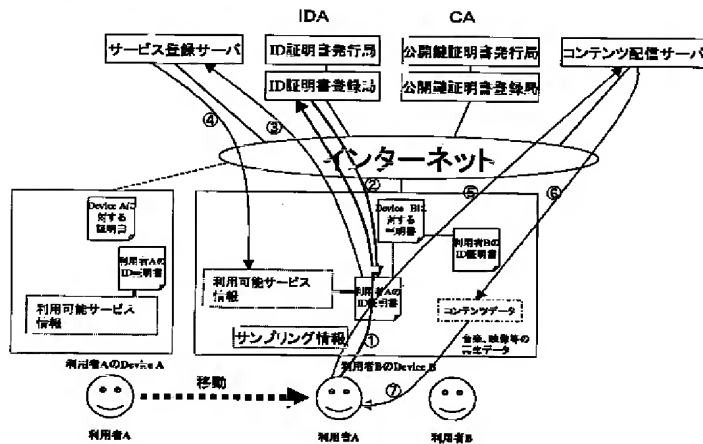 IDA
CA
サービス登録サーバ
ID証明書発行局
公開鍵証明書発行局
コンテンツ配信サーバ
ID証明書登録局
公開鍵証明書登録局
④
③
インターネット
②
⑤
⑥
Device Aに
対する
証明書
Device Bに
対する
証明書
利用者Aの
ID証明書
利用者Bの
ID証明書
利用可能サービス
情報
利用可能サービス
情報
利用者Aの
ID証明書
コンテンツデータ
サンプリング情報
①
音楽、映像等の
データ
利用者AのDevice A
利用者BのDevice B
移動
⑦
利用者A
利用者A
利用者B